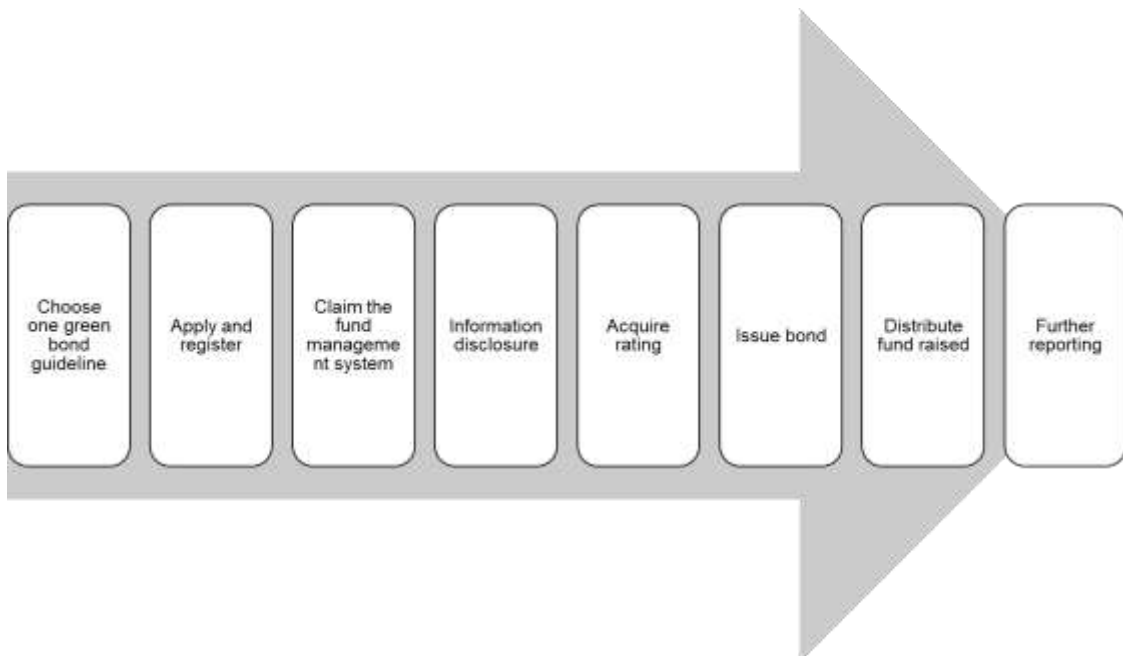 Choose
one green
bond
guideline
Apply and
register
Claim the
fund
manageme
nt system
Information
disclosure
Acquire
rating
Issue bond
Distribute
fund raised
Further
reporting